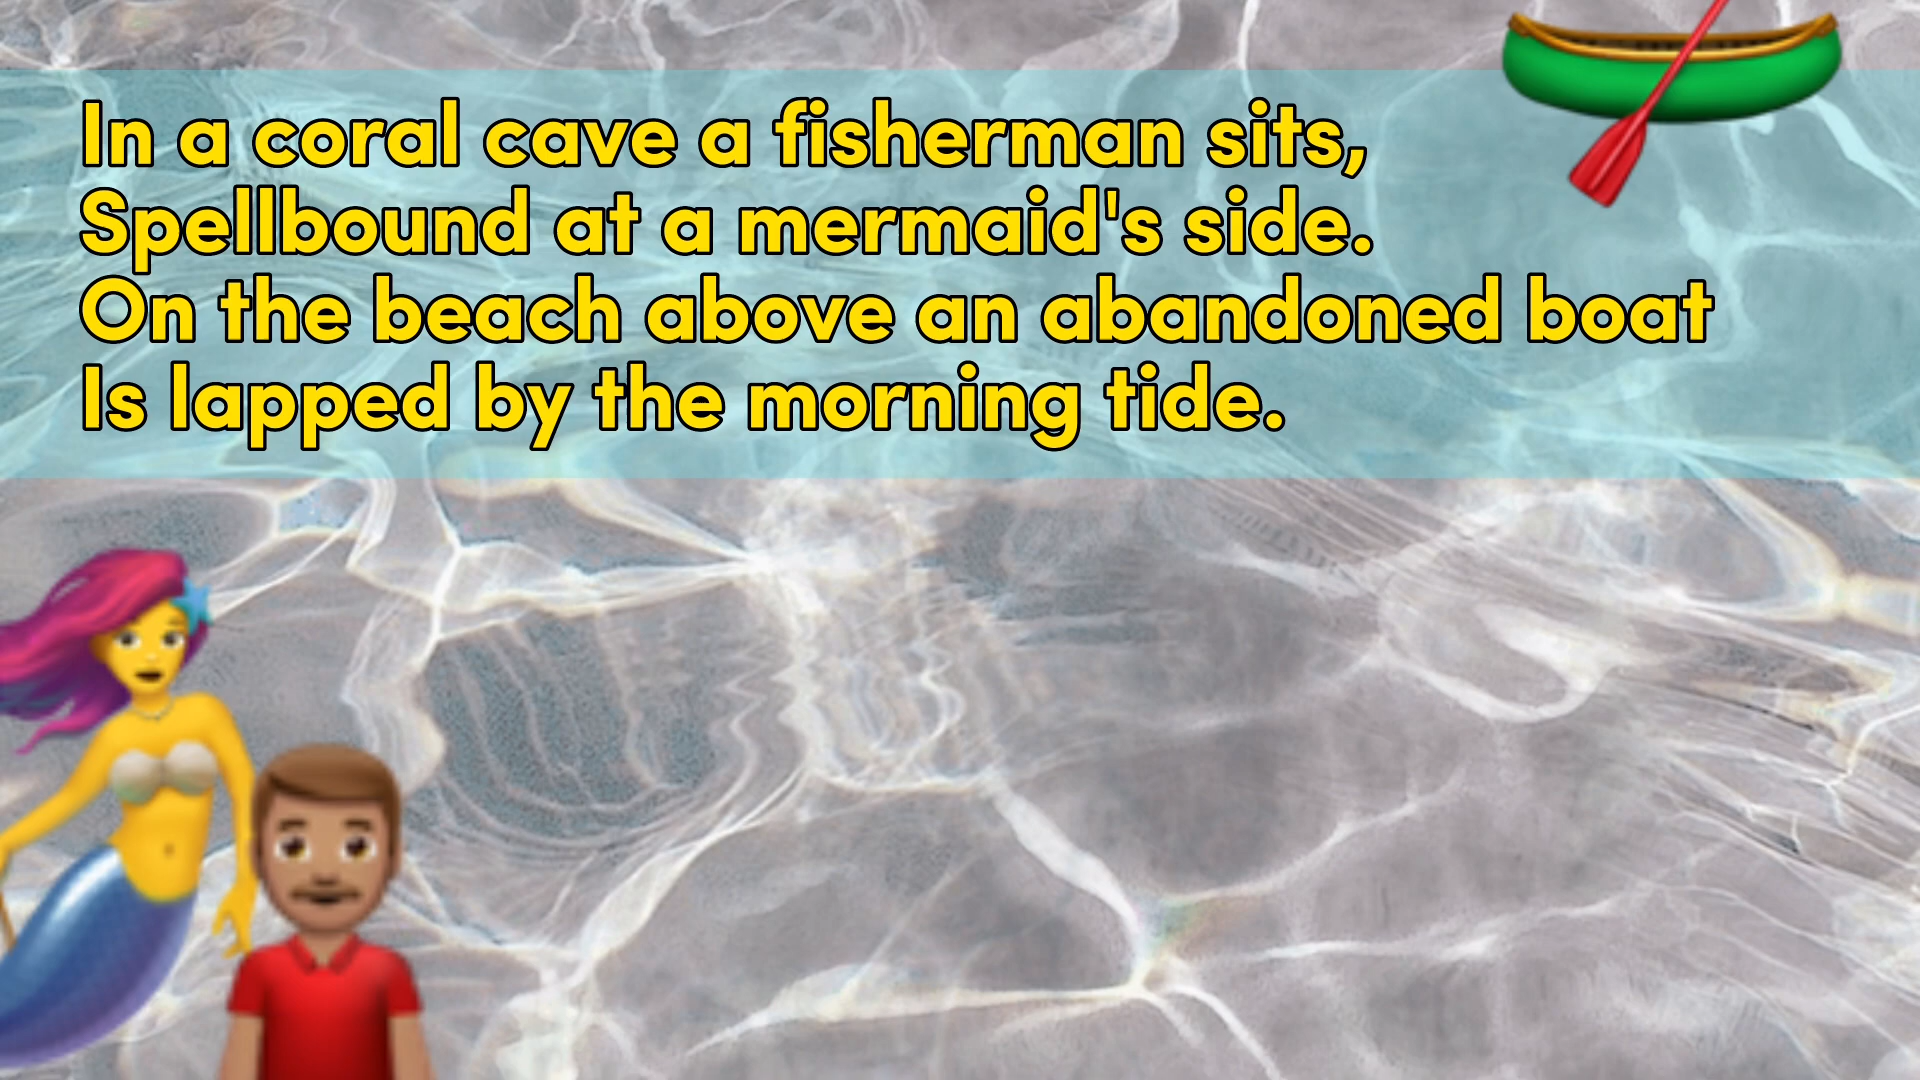 In a coral cave a fisherman sits,
Spellbound at a mermaid's side.
On the beach above an abandoned boat
Is lapped by the morning tide.